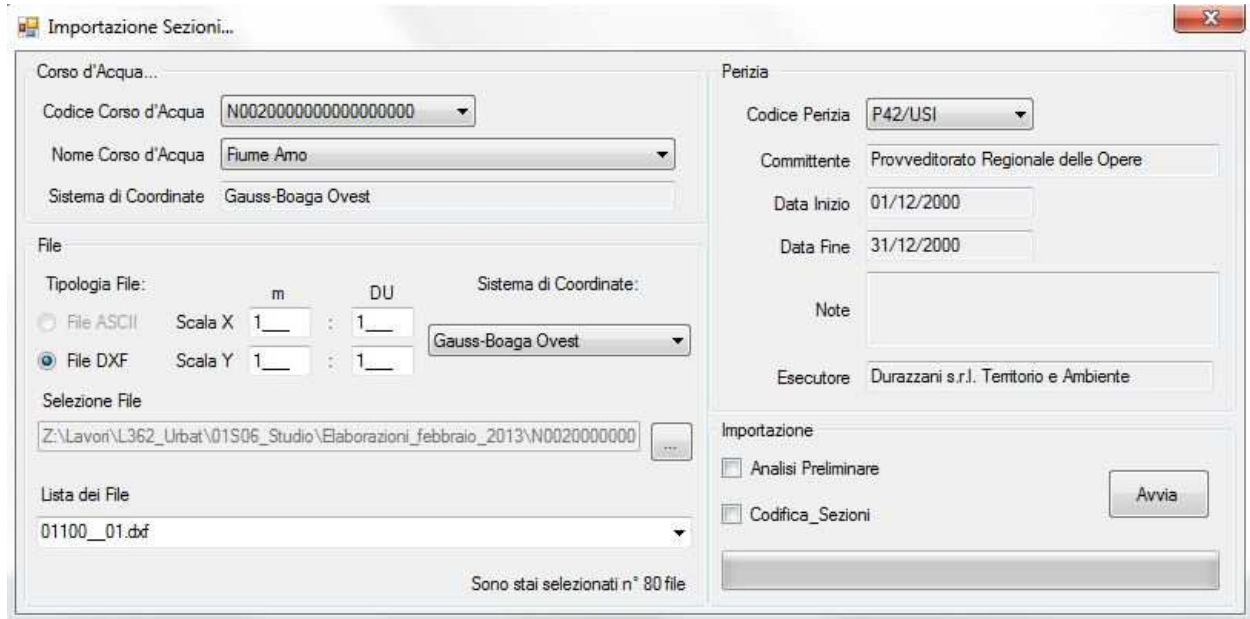 Importazione Sezioni...
Corso d'Acqua...
Codice Corso d'Acqua N0020000000000000000
Nome Corso d'Acqua Fiume Arno
Sistema di Coordinate Gauss-Boaga Ovest
File
Tipologia File:
m DU
Sistema di Coordinate:
File ASCII Scala X 1___ : 1___
File DXF Scala Y 1___ : 1___
Gauss-Boaga Ovest
Selezione File
Z:\Lavori\L362_Urbat\01S06_Studio\Elaborazioni_febbraio_2013\N0020000000
...
Lista dei File
01100__01.dxf
Sono stai selezionati n° 80 file
Perizia
Codice Perizia P42/USI
Committente Provveditorato Regionale delle Opere
Data Inizio 01/12/2000
Data Fine 31/12/2000
Note
Esecutore Durazzani s.r.l. Territorio e Ambiente
Importazione
Analisi Preliminare
Codifica_Sezioni
Avvia